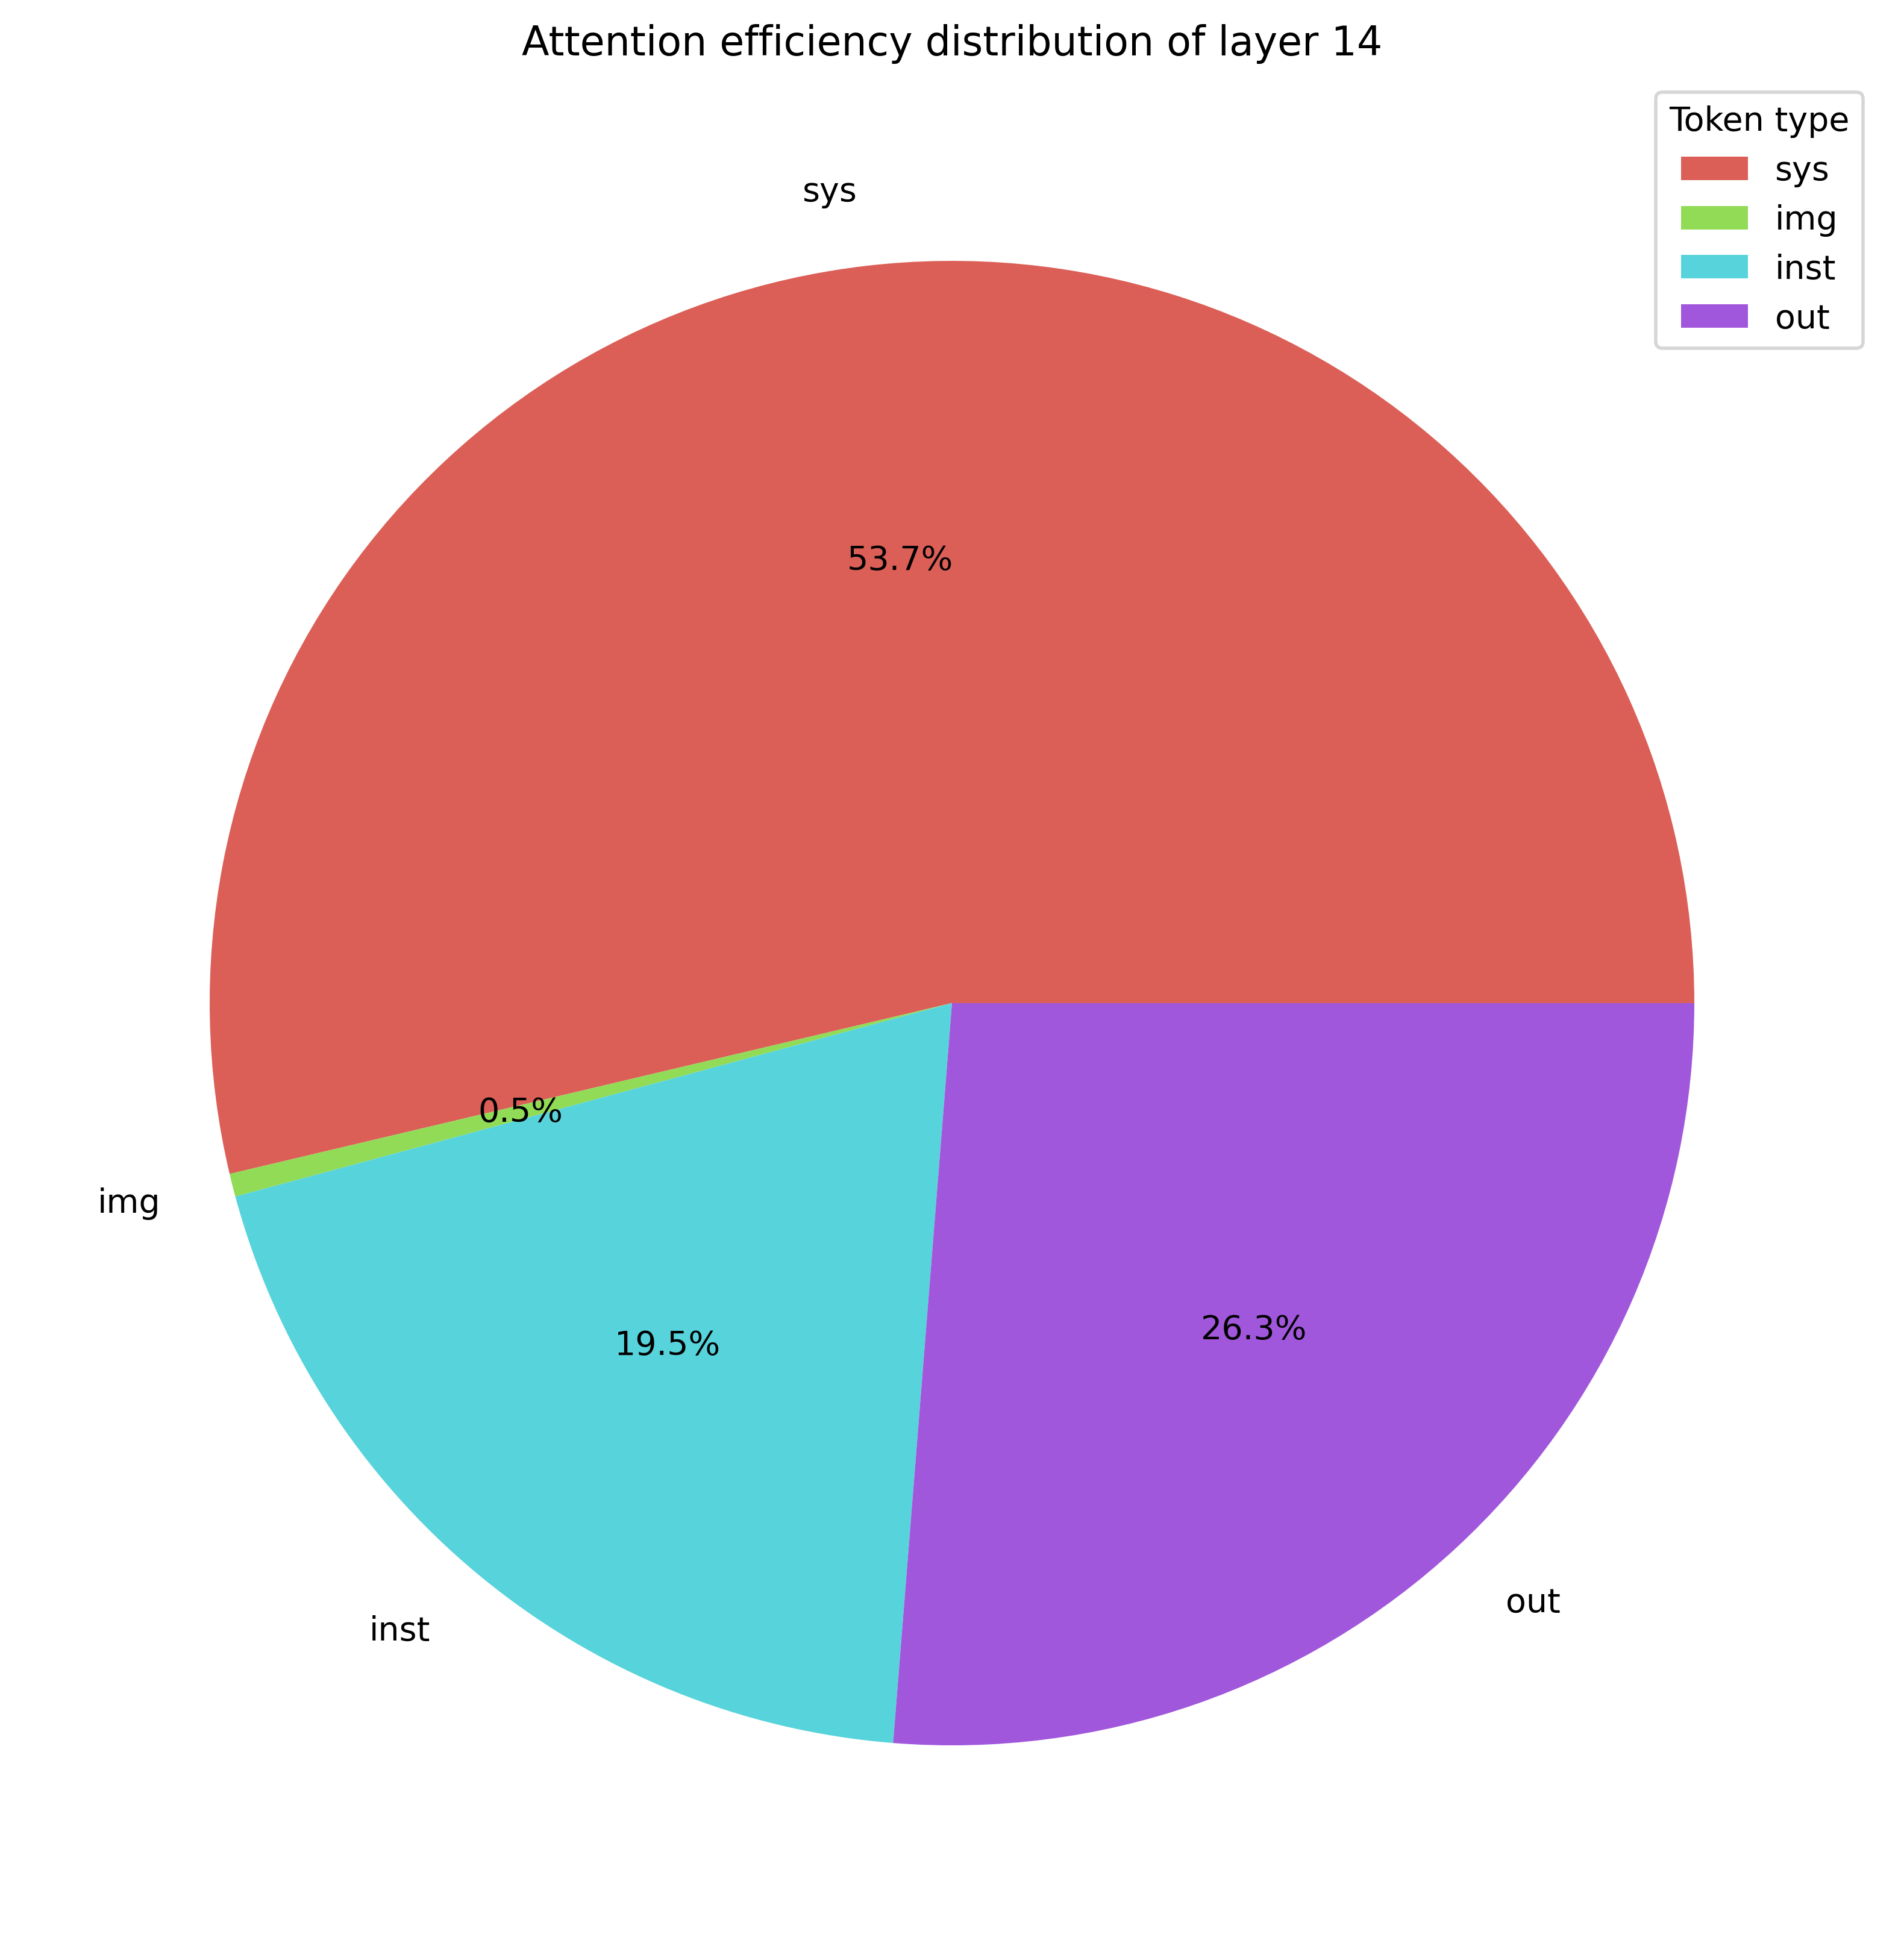 Attention efficiency distribution of layer 14
Token type
sys
img
inst
out
sys
53.7%
0.5%
img
19.5%
26.3%
inst
out